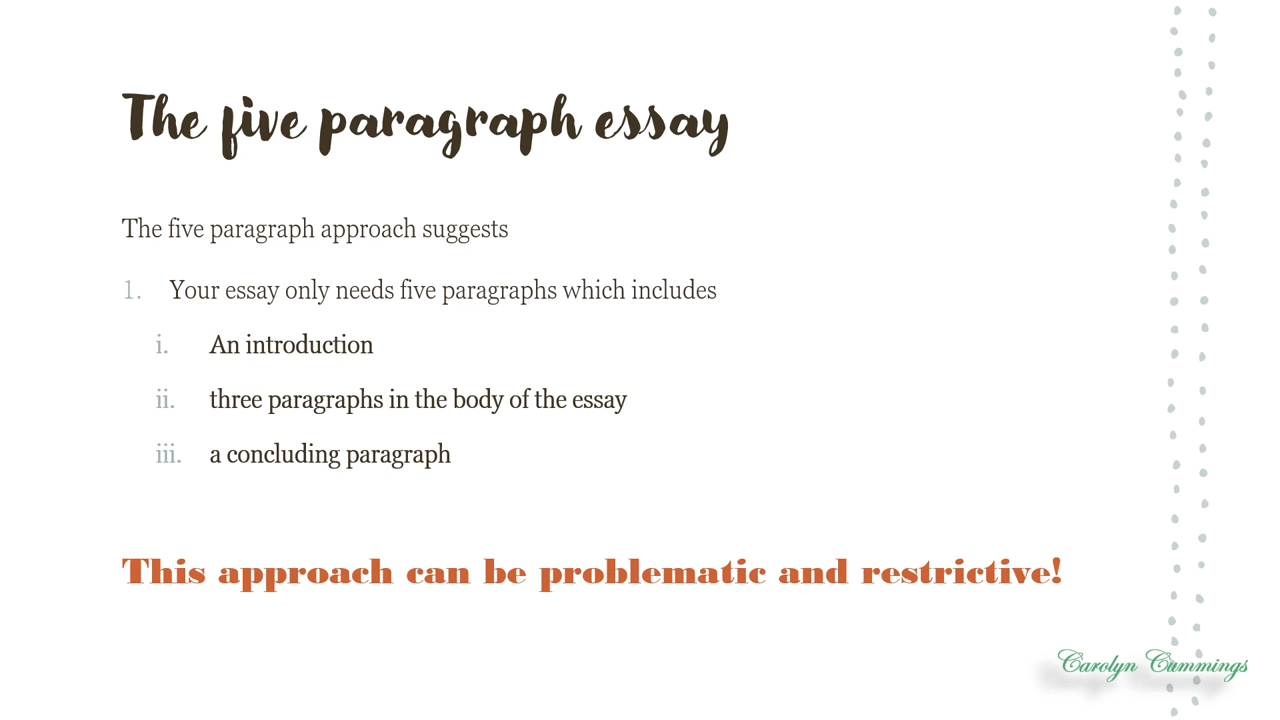 The five paragraph essay
The five paragraph approach suggests
1. Your essay only needs five paragraphs which includes
i. An introduction
ii. three paragraphs in the body of the essay
iii. a concluding paragraph
This approach can be problematic and restrictive!
Carolyn Cummings